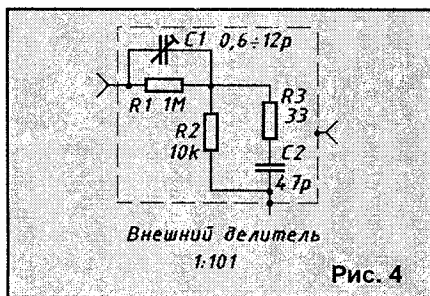 C1 0,6÷12p
R1 1M
R2
10k
R3
33
C2
47p
Внешний делитель
1:101
Рис. 4